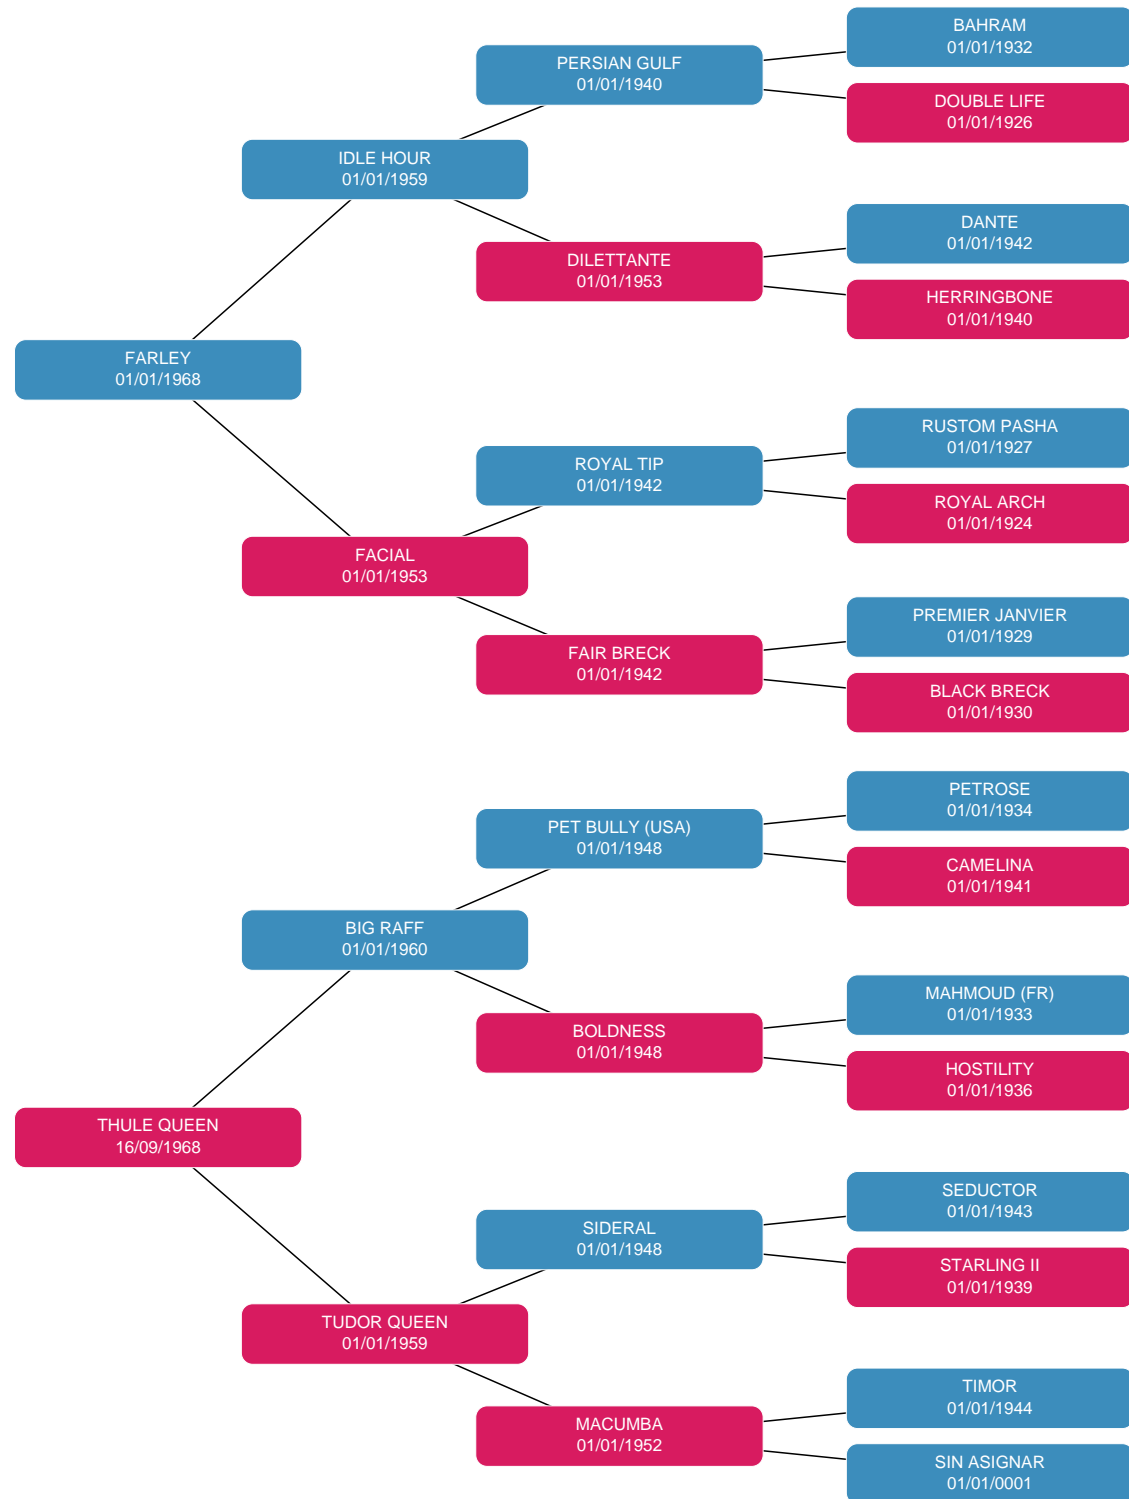 BAHRAM
01/01/1932
PERSIAN GULF
01/01/1940
DOUBLE LIFE
01/01/1926
IDLE HOUR
01/01/1959
DANTE
01/01/1942
DILETTANTE
01/01/1953
HERRINGBONE
01/01/1940
FARLEY
01/01/1968
RUSTOM PASHA
01/01/1927
ROYAL TIP
01/01/1942
ROYAL ARCH
01/01/1924
FACIAL
01/01/1953
PREMIER JANVIER
01/01/1929
FAIR BRECK
01/01/1942
BLACK BRECK
01/01/1930
PETROSE
01/01/1934
PET BULLY (USA)
01/01/1948
CAMELINA
01/01/1941
BIG RAFF
01/01/1960
MAHMOUD (FR)
01/01/1933
BOLDNESS
01/01/1948
HOSTILITY
01/01/1936
THULE QUEEN
16/09/1968
SEDUCTOR
01/01/1943
SIDERAL
01/01/1948
STARLING II
01/01/1939
TUDOR QUEEN
01/01/1959
TIMOR
01/01/1944
MACUMBA
01/01/1952
SIN ASIGNAR
01/01/0001